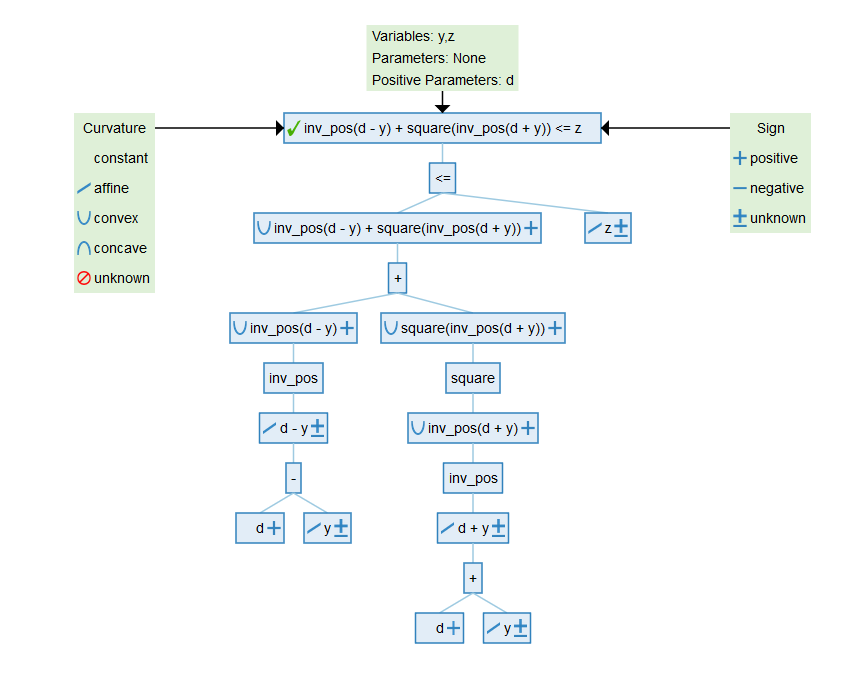 Variables: y,z
Parameters: None
Positive Parameters: d
Curvature
constant
affine
convex
concave
unknown
inv_pos(d - y) + square(inv_pos(d + y)) <= z
Sign
+ positive
− negative
± unknown
<=
inv_pos(d - y) + square(inv_pos(d + y)) +
z ±
+
inv_pos(d - y) +
square(inv_pos(d + y)) +
inv_pos
square
d - y ±
inv_pos(d + y) +
-
inv_pos
d +
y ±
d + y ±
+
d +
y ±